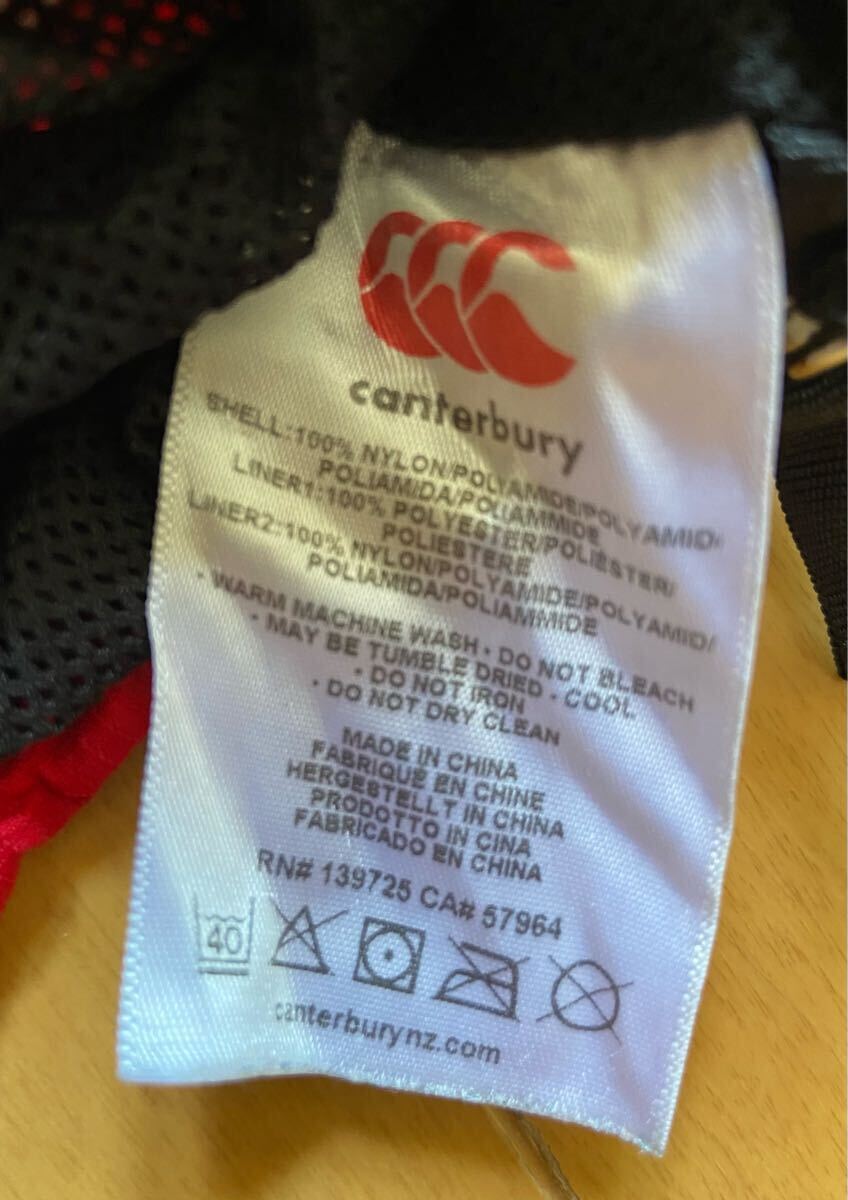 canterbury
SHELL:100% NYLON/POLYAMIDE/POLYAMID/
POLIAMIDA/POLIAMMIDE
LINER1:100% POLYESTER/POLIÉSTER/
POLIESTERE
LINER2:100% NYLON/POLYAMIDE/POLYAMID/
POLIAMIDA/POLIAMMIDE
· WARM MACHINE WASH · DO NOT BLEACH
· MAY BE TUMBLE DRIED - COOL
· DO NOT IRON
· DO NOT DRY CLEAN
MADE IN CHINA
FABRIQUÉ EN CHINE
HERGESTELLT IN CHINA
PRODOTTO IN CINA
FABRICADO EN CHINA
RN# 139725 CA# 57964
40
canterburynz.com